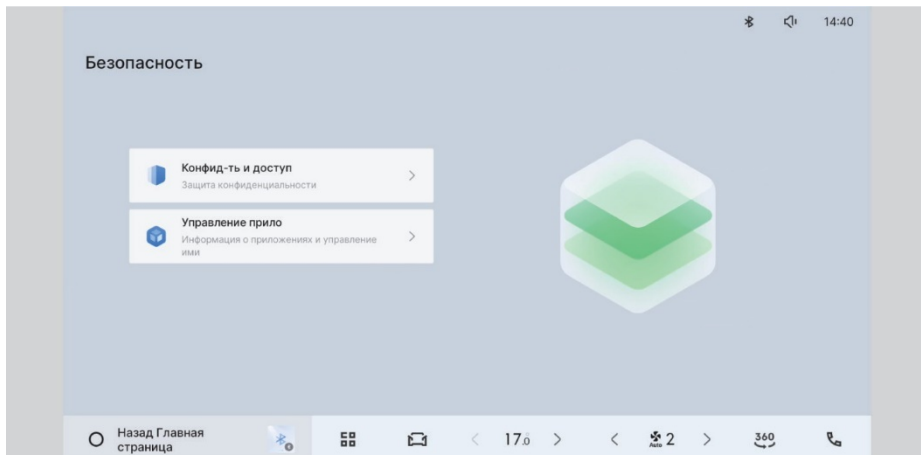 14:40
Безопасность
Конфид-ть и доступ
Защита конфиденциальности
Управление прило
Информация о приложениях и управление
ими
Назад Главная
страница
17.0
Auto 2
360